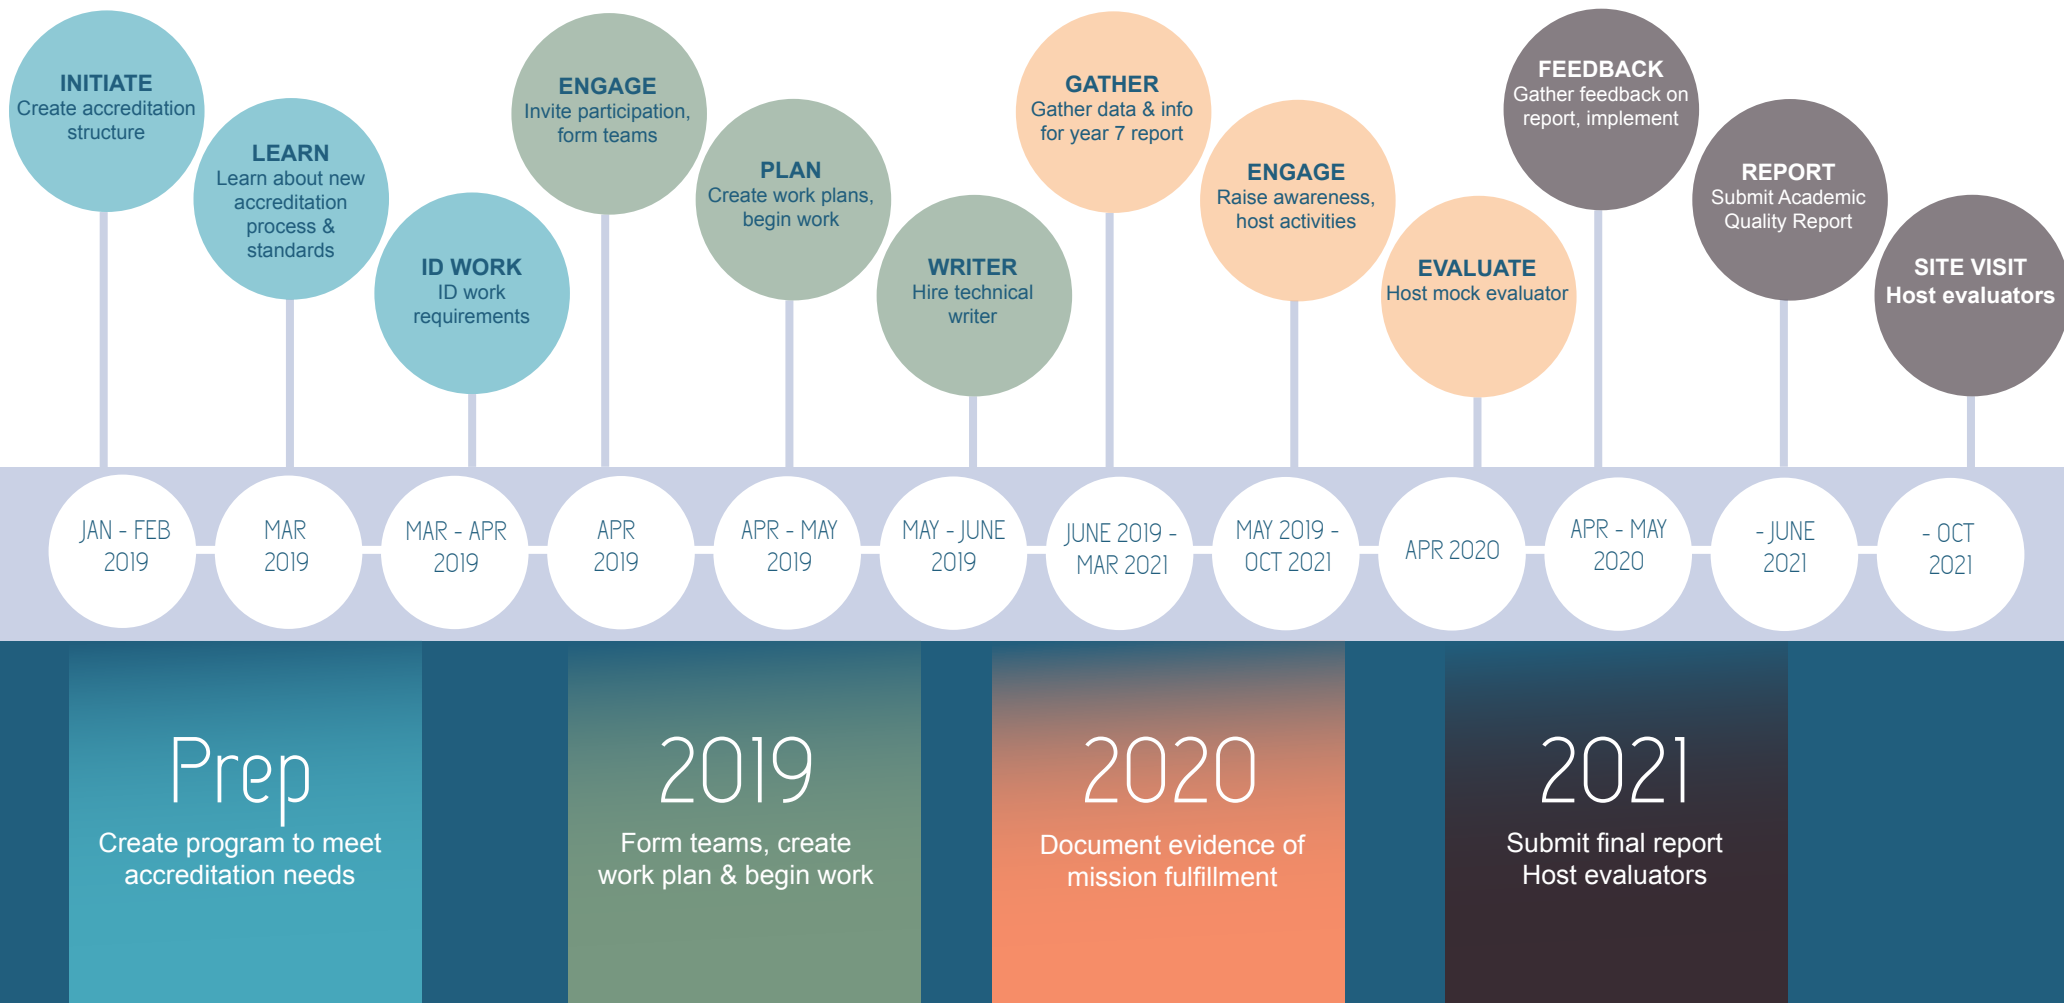 INITIATE
Create accreditation
structure
LEARN
Learn about new
accreditation
process &
standards
ID WORK
ID work
requirements
ENGAGE
Invite participation,
form teams
PLAN
Create work plans,
begin work
WRITER
Hire technical
writer
GATHER
Gather data & info
for year 7 report
ENGAGE
Raise awareness,
host activities
EVALUATE
Host mock evaluator
FEEDBACK
Gather feedback on
report, implement
REPORT
Submit Academic
Quality Report
SITE VISIT
Host evaluators
JAN - FEB
2019
MAR
2019
MAR - APR
2019
APR
2019
APR - MAY
2019
MAY - JUNE
2019
JUNE 2019 -
MAR 2021
MAY 2019 -
OCT 2021
APR 2020
APR - MAY
2020
- JUNE
2021
- OCT
2021
Prep
Create program to meet
accreditation needs
2019
Form teams, create
work plan & begin work
2020
Document evidence of
mission fulfillment
2021
Submit final report
Host evaluators